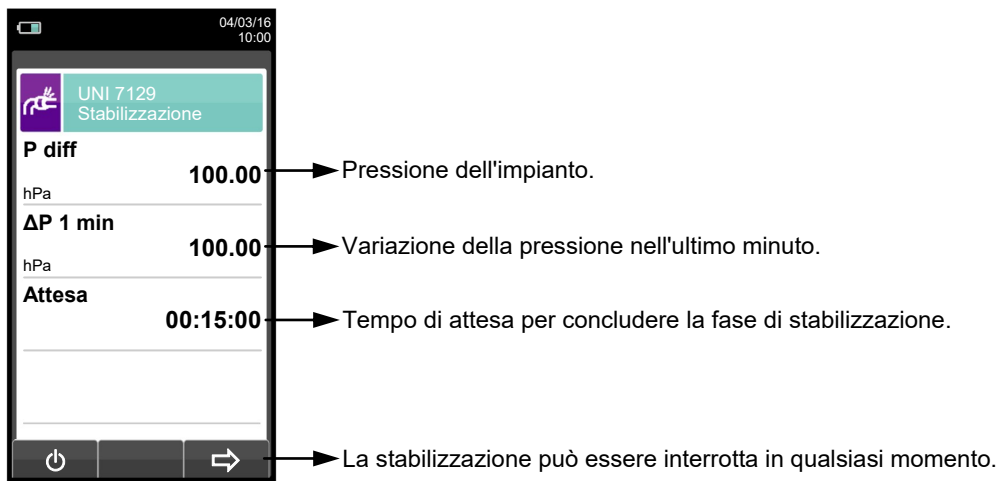 04/03/16
10:00
UNI 7129
Stabilizzazione
P diff
100.00
hPa
Pressione dell'impianto.
ΔP 1 min
100.00
hPa
Variazione della pressione nell'ultimo minuto.
Attesa
00:15:00
Tempo di attesa per concludere la fase di stabilizzazione.
La stabilizzazione può essere interrotta in qualsiasi momento.